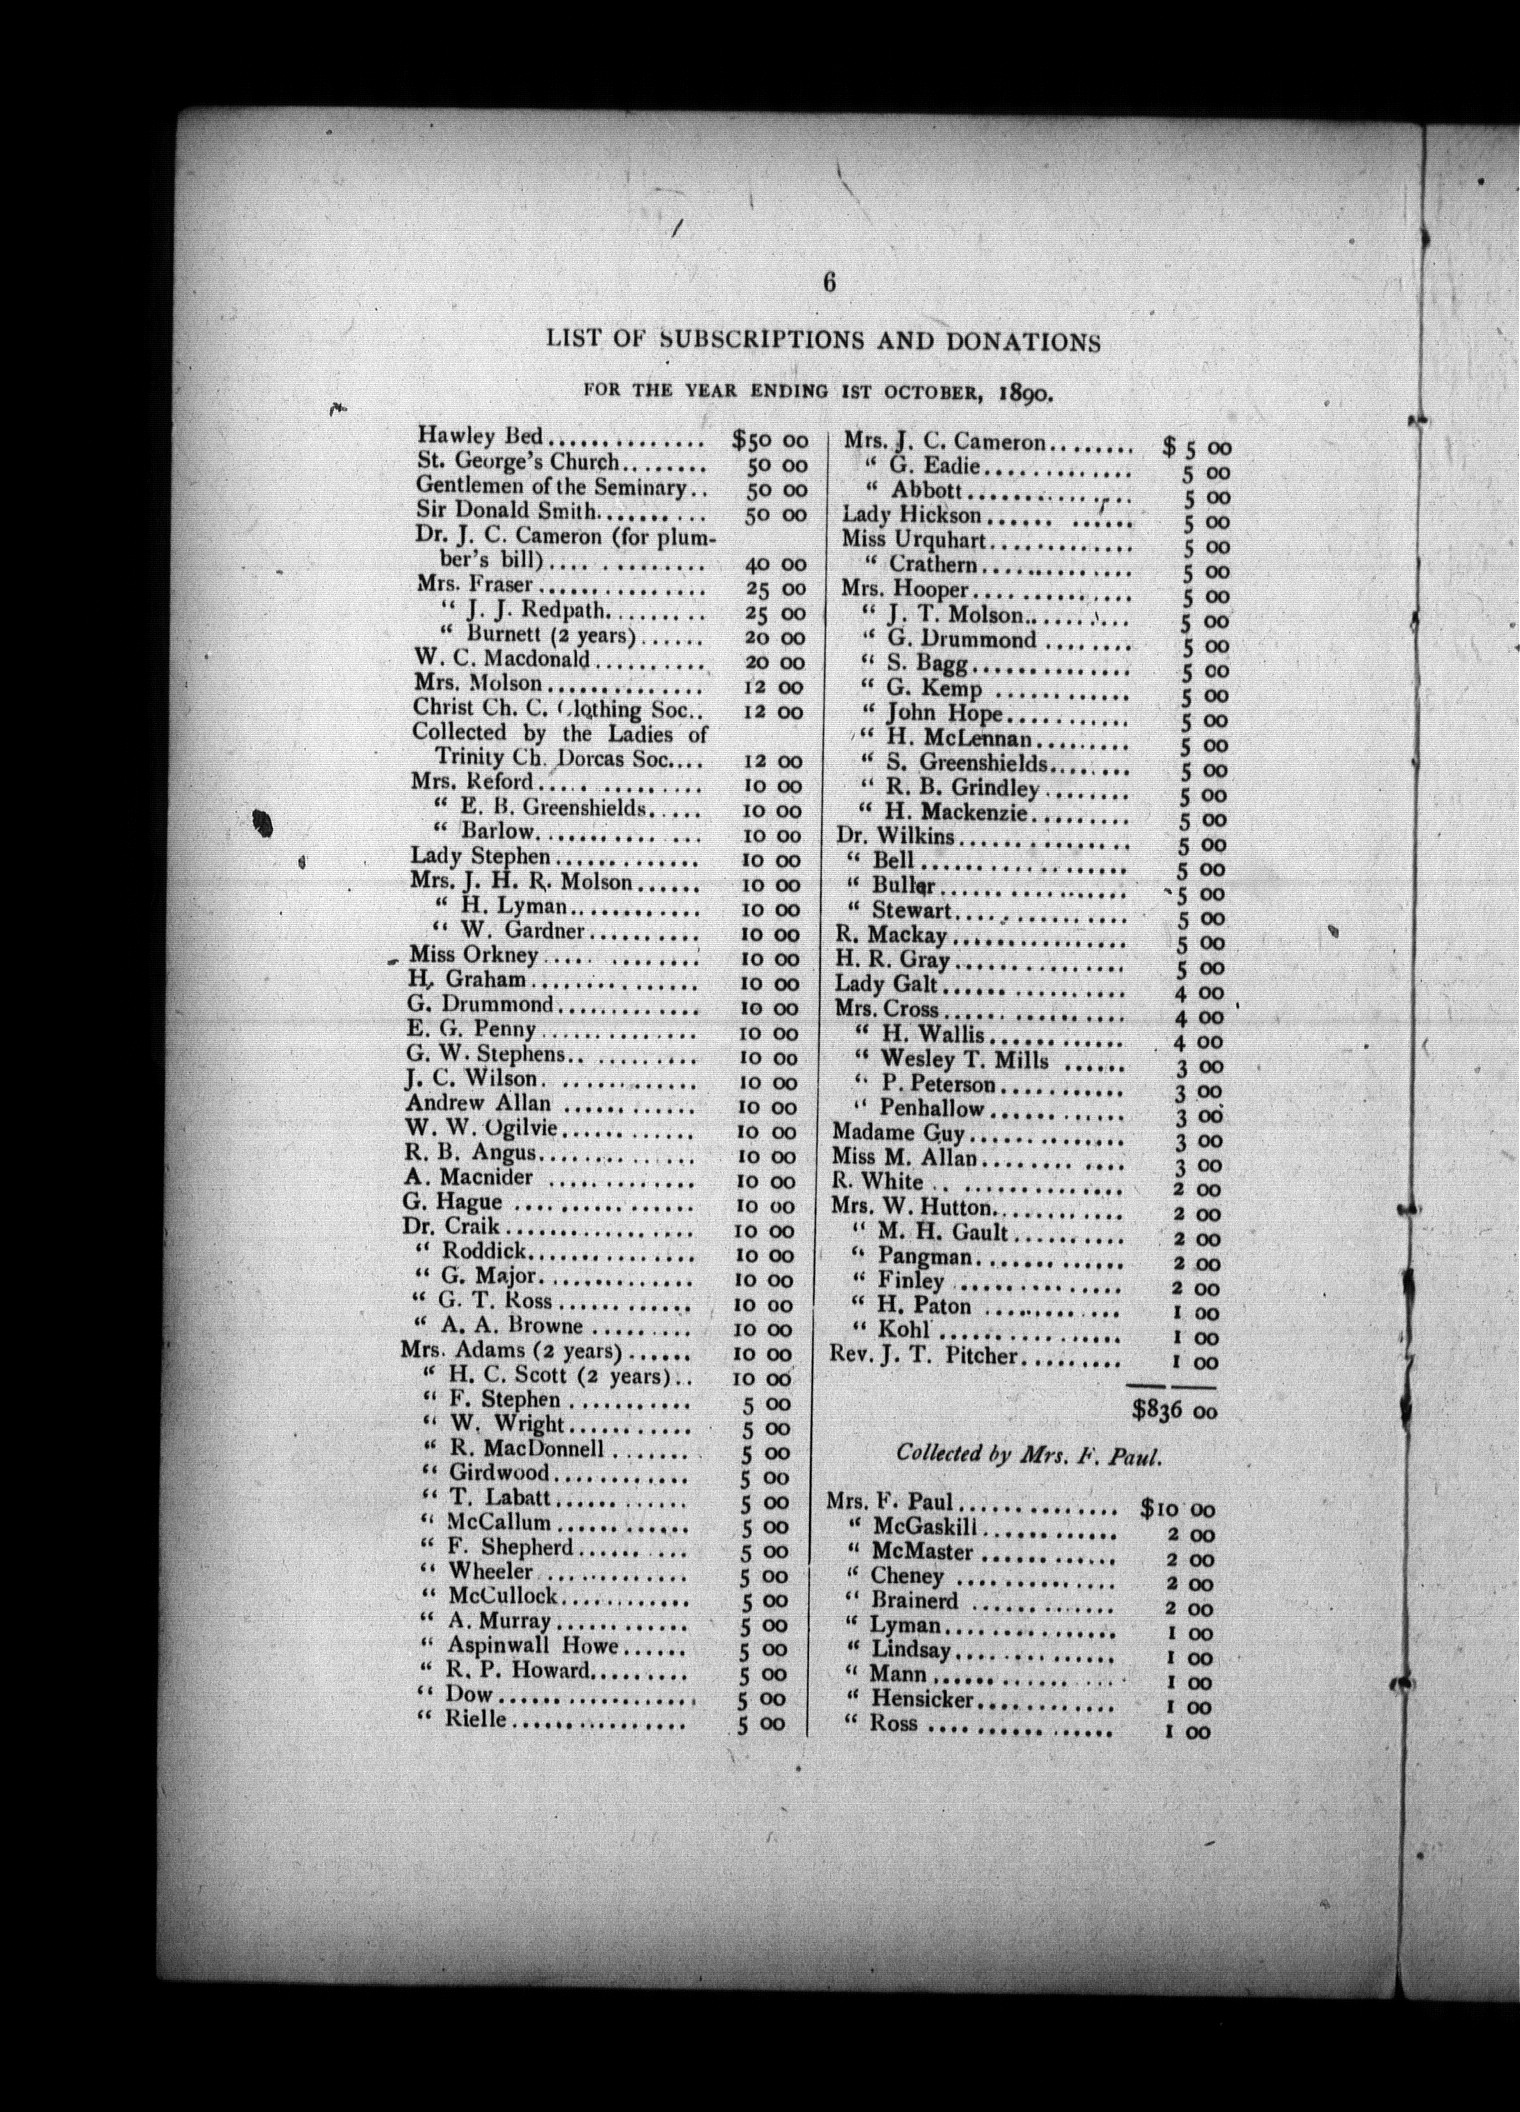 6
LIST OF SUBSCRIPTIONS AND DONATIONS
FOR THE YEAR ENDING 1ST OCTOBER, 1890.
Hawley Bed.............. $50 00
St. George's Church........ 50 00
Gentlemen of the Seminary.. 50 00
Sir Donald Smith.......... 50 00
Dr. J. C. Cameron (for plum-
ber's bill).... ......... 40 00
Mrs. Fraser............... 25 00
“ J. J. Redpath......... 25 00
“ Burnett (2 years)...... 20 00
W. C. Macdonald.......... 20 00
Mrs. Molson.............. 12 00
Christ Ch. C. Clothing Soc.. 12 00
Collected by the Ladies of
Trinity Ch. Dorcas Soc.... 12 00
Mrs. Reford.... .......... 10 00
“ E. B. Greenshields..... 10 00
“ Barlow............... 10 00
Lady Stephen............. 10 00
Mrs. J. H. R. Molson...... 10 00
“ H. Lyman............ 10 00
“ W. Gardner.......... 10 00
Miss Orkney.... ........ 10 00
H. Graham............... 10 00
G. Drummond............. 10 00
E. G. Penny.............. 10 00
G. W. Stephens.. ......... 10 00
J. C. Wilson. ............ 10 00
Andrew Allan ............ 10 00
W. W. Ogilvie............ 10 00
R. B. Angus.............. 10 00
A. Macnider ............. 10 00
G. Hague ................ 10 00
Dr. Craik................. 10 00
“ Roddick............... 10 00
“ G. Major.............. 10 00
“ G. T. Ross............ 10 00
“ A. A. Browne ......... 10 00
Mrs. Adams (2 years)...... 10 00
“ H. C. Scott (2 years).. 10 00
“ F. Stephen ........... 5 00
“ W. Wright........... 5 00
“ R. MacDonnell ....... 5 00
“ Girdwood............ 5 00
“ T. Labatt............ 5 00
“ McCallum............ 5 00
“ F. Shepherd.......... 5 00
“ Wheeler ............. 5 00
“ McCullock............ 5 00
“ A. Murray............ 5 00
“ Aspinwall Howe...... 5 00
“ R. P. Howard......... 5 00
“ Dow.................. 5 00
“ Rielle................ 5 00
Mrs. J. C. Cameron........ $ 5 00
“ G. Eadie............. 5 00
“ Abbott............... 5 00
Lady Hickson...... ...... 5 00
Miss Urquhart............. 5 00
“ Crathern.............. 5 00
Mrs. Hooper.............. 5 00
“ J. T. Molson.......... 5 00
“ G. Drummond ........ 5 00
“ S. Bagg.............. 5 00
“ G. Kemp ............ 5 00
“ John Hope........... 5 00
“ H. McLennan......... 5 00
“ S. Greenshields........ 5 00
“ R. B. Grindley........ 5 00
“ H. Mackenzie......... 5 00
Dr. Wilkins............... 5 00
“ Bell................... 5 00
“ Buller................. 5 00
“ Stewart................ 5 00
R. Mackay................ 5 00
H. R. Gray............... 5 00
Lady Galt................. 4 00
Mrs. Cross................ 4 00
“ H. Wallis............ 4 00
“ Wesley T. Mills ...... 3 00
“ P. Peterson........... 3 00
“ Penhallow............ 3 00
Madame Guy.............. 3 00
Miss M. Allan......... .... 3 00
R. White .. .............. 2 00
Mrs. W. Hutton............ 2 00
“ M. H. Gault.......... 2 00
“ Pangman............. 2 00
“ Finley ............... 2 00
“ H. Paton ............ 1 00
“ Kohl ................. 1 00
Rev. J. T. Pitcher......... 1 00
$836 00
Collected by Mrs. F. Paul.
Mrs. F. Paul.............. $10 00
“ McGaskill............ 2 00
“ McMaster............ 2 00
“ Cheney .............. 2 00
“ Brainerd ............. 2 00
“ Lyman............... 1 00
“ Lindsay.............. 1 00
“ Mann................ 1 00
“ Hensicker............ 1 00
“ Ross ................. 1 00